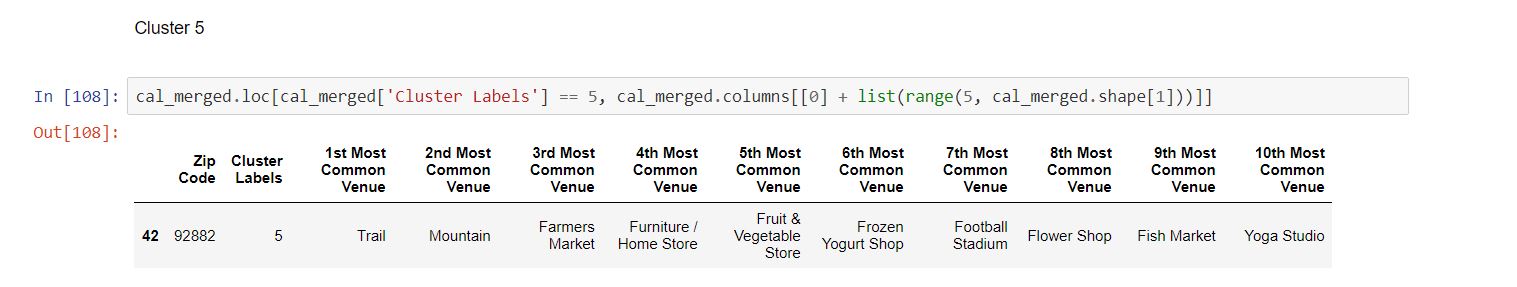 Cluster 5
In [108]: cal_merged.loc[cal_merged['Cluster Labels'] == 5, cal_merged.columns[[0] + list(range(5, cal_merged.shape[1]))]]
Out[108]:
Zip Code Cluster Labels 1st Most Common Venue 2nd Most Common Venue 3rd Most Common Venue 4th Most Common Venue 5th Most Common Venue 6th Most Common Venue 7th Most Common Venue 8th Most Common Venue 9th Most Common Venue 10th Most Common Venue
42 92882 5 Trail Mountain Farmers Market Furniture / Home Store Fruit & Vegetable Store Frozen Yogurt Shop Football Stadium Flower Shop Fish Market Yoga Studio